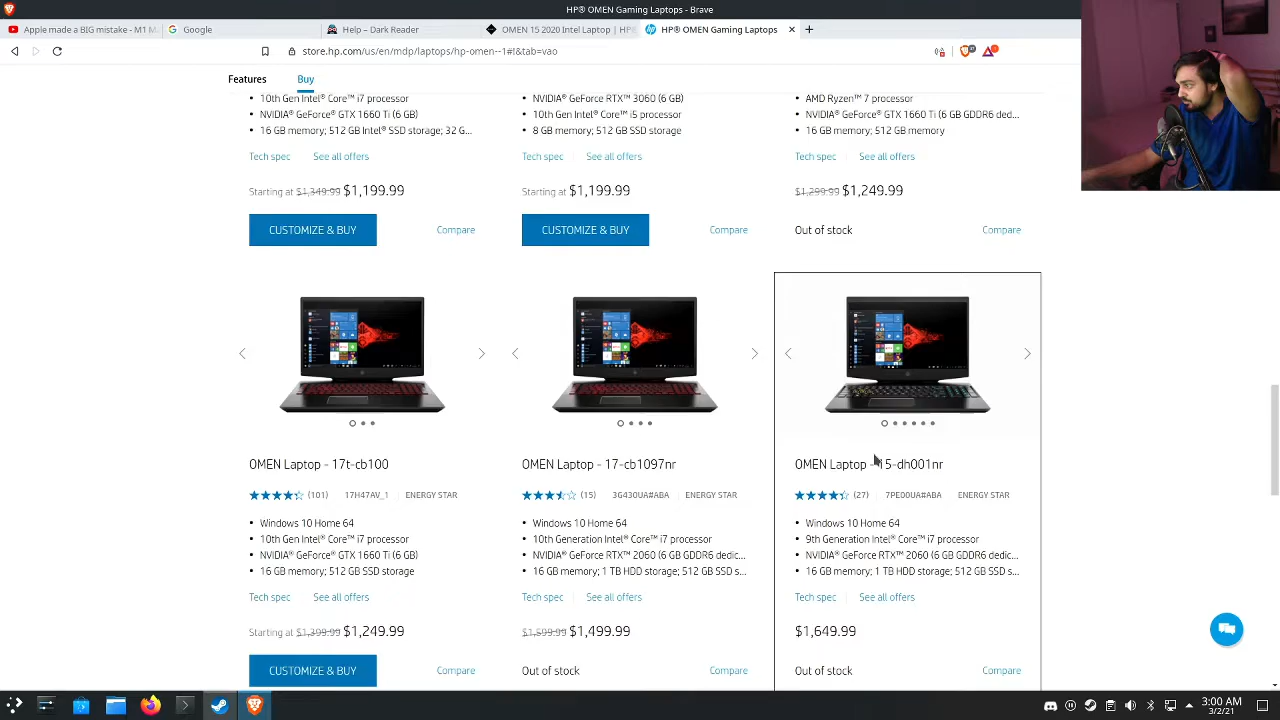 HP® OMEN Gaming Laptops - Brave
Apple made a BIG mistake - M1 M
Google
Help – Dark Reader
OMEN 15 2020 Intel Laptop | HP®
HP® OMEN Gaming Laptops
store.hp.com/us/en/mdp/laptops/hp-omen--1#!&tab=vao
Features Buy
10th Gen Intel® Core™ i7 processor
NVIDIA® GeForce® GTX 1660 Ti (6 GB)
16 GB memory; 512 GB Intel® SSD storage; 32 G...
Tech spec See all offers
Starting at $1,349.99 $1,199.99
CUSTOMIZE & BUY Compare
NVIDIA® GeForce RTX™ 3060 (6 GB)
10th Gen Intel® Core™ i5 processor
8 GB memory; 512 GB SSD storage
Tech spec See all offers
Starting at $1,199.99
CUSTOMIZE & BUY Compare
AMD Ryzen™ 7 processor
NVIDIA® GeForce® GTX 1660 Ti (6 GB GDDR6 ded...
16 GB memory; 512 GB memory
Tech spec See all offers
$1,299.99 $1,249.99
Out of stock Compare
OMEN Laptop - 17t-cb100
(101) 17H47AV_1 ENERGY STAR
Windows 10 Home 64
10th Gen Intel® Core™ i7 processor
NVIDIA® GeForce® GTX 1660 Ti (6 GB)
16 GB memory; 512 GB SSD storage
Tech spec See all offers
Starting at $1,399.99 $1,249.99
CUSTOMIZE & BUY Compare
OMEN Laptop - 17-cb1097nr
(15) 3G430UA#ABA ENERGY STAR
Windows 10 Home 64
10th Generation Intel® Core™ i7 processor
NVIDIA® GeForce RTX™ 2060 (6 GB GDDR6 dedic...
16 GB memory; 1 TB HDD storage; 512 GB SSD s...
Tech spec See all offers
$1,599.99 $1,499.99
Out of stock Compare
OMEN Laptop - 15-dh001nr
(27) 7PE00UA#ABA ENERGY STAR
Windows 10 Home 64
9th Generation Intel® Core™ i7 processor
NVIDIA® GeForce RTX™ 2060 (6 GB GDDR6 dedic...
16 GB memory; 1 TB HDD storage; 512 GB SSD s...
Tech spec See all offers
$1,649.99
Out of stock Compare
3:00 AM
3/2/21